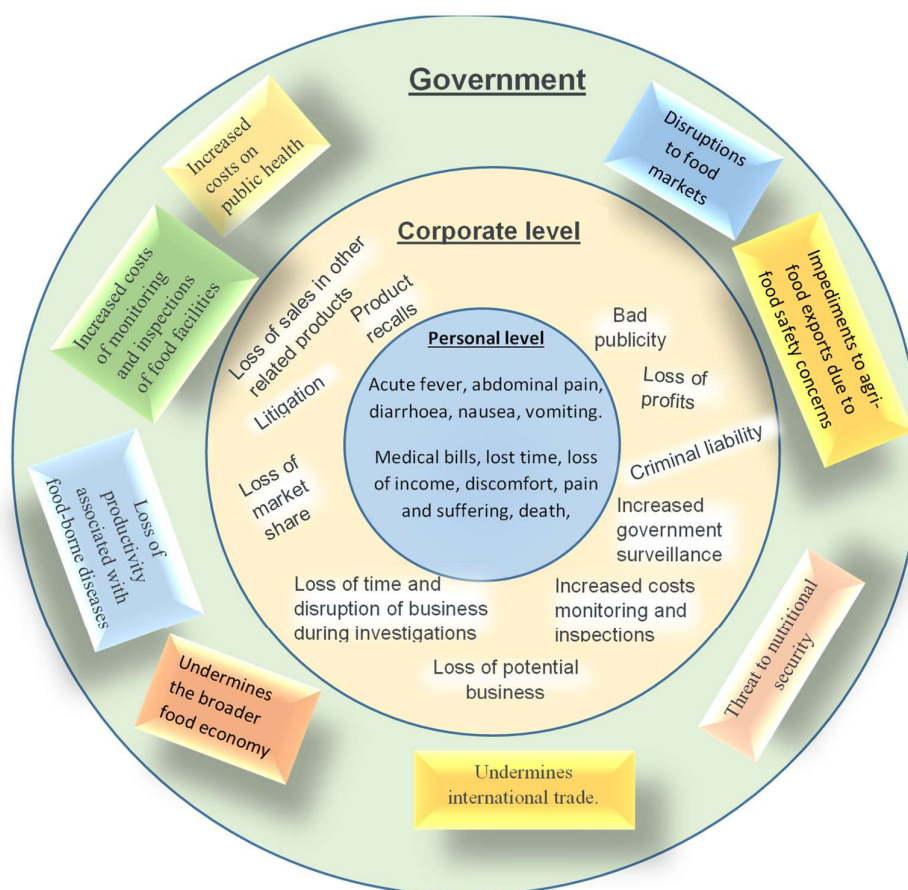 Government
Increased
costs on
public health
Disruptions
to food
markets
Increased costs
of monitoring
and inspections
of food facilities
Impediments to agri-
food exports due to
food safety concerns
Loss of
productivity
associated with
food-borne diseases
Threat to nutritional
security
Undermines
the broader
food economy
Undermines
international trade.
Corporate level
Loss of sales in other
related products
Product
recalls
Bad
publicity
Litigation
Loss of
profits
Loss of
market
share
Criminal liability
Increased
government
surveillance
Loss of time and
disruption of business
during investigations
Increased costs
monitoring and
inspections
Loss of potential
business
Personal level
Acute fever, abdominal pain,
diarrhoea, nausea, vomiting.
Medical bills, lost time, loss
of income, discomfort, pain
and suffering, death,